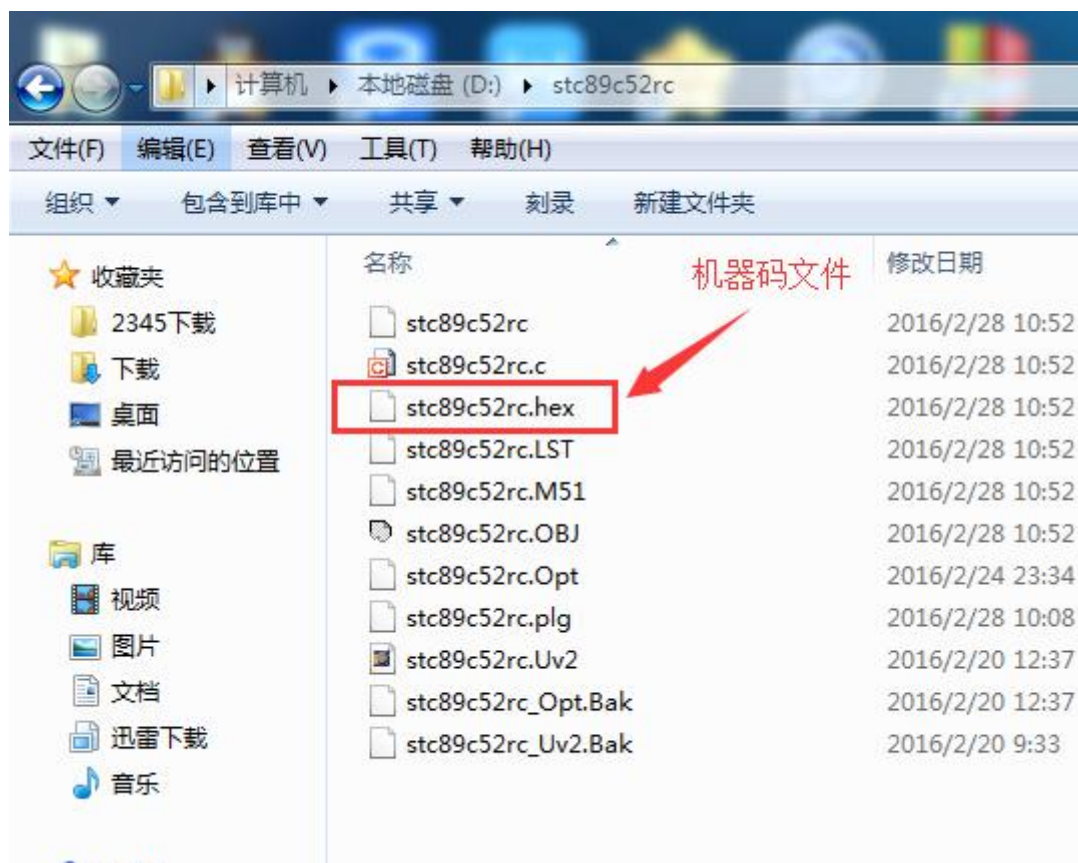 计算机 本地磁盘 (D:) stc89c52rc
文件(F) 编辑(E) 查看(V) 工具(T) 帮助(H)
组织 包含到库中 共享 刻录 新建文件夹
收藏夹
2345下载
下载
桌面
最近访问的位置
库
视频
图片
文档
迅雷下载
音乐
名称 修改日期
机器码文件
stc89c52rc 2016/2/28 10:52
stc89c52rc.c 2016/2/28 10:52
stc89c52rc.hex 2016/2/28 10:52
stc89c52rc.LST 2016/2/28 10:52
stc89c52rc.M51 2016/2/28 10:52
stc89c52rc.OBJ 2016/2/28 10:52
stc89c52rc.Opt 2016/2/24 23:34
stc89c52rc.plg 2016/2/28 10:08
stc89c52rc.Uv2 2016/2/20 12:37
stc89c52rc_Opt.Bak 2016/2/20 12:37
stc89c52rc_Uv2.Bak 2016/2/20 9:33